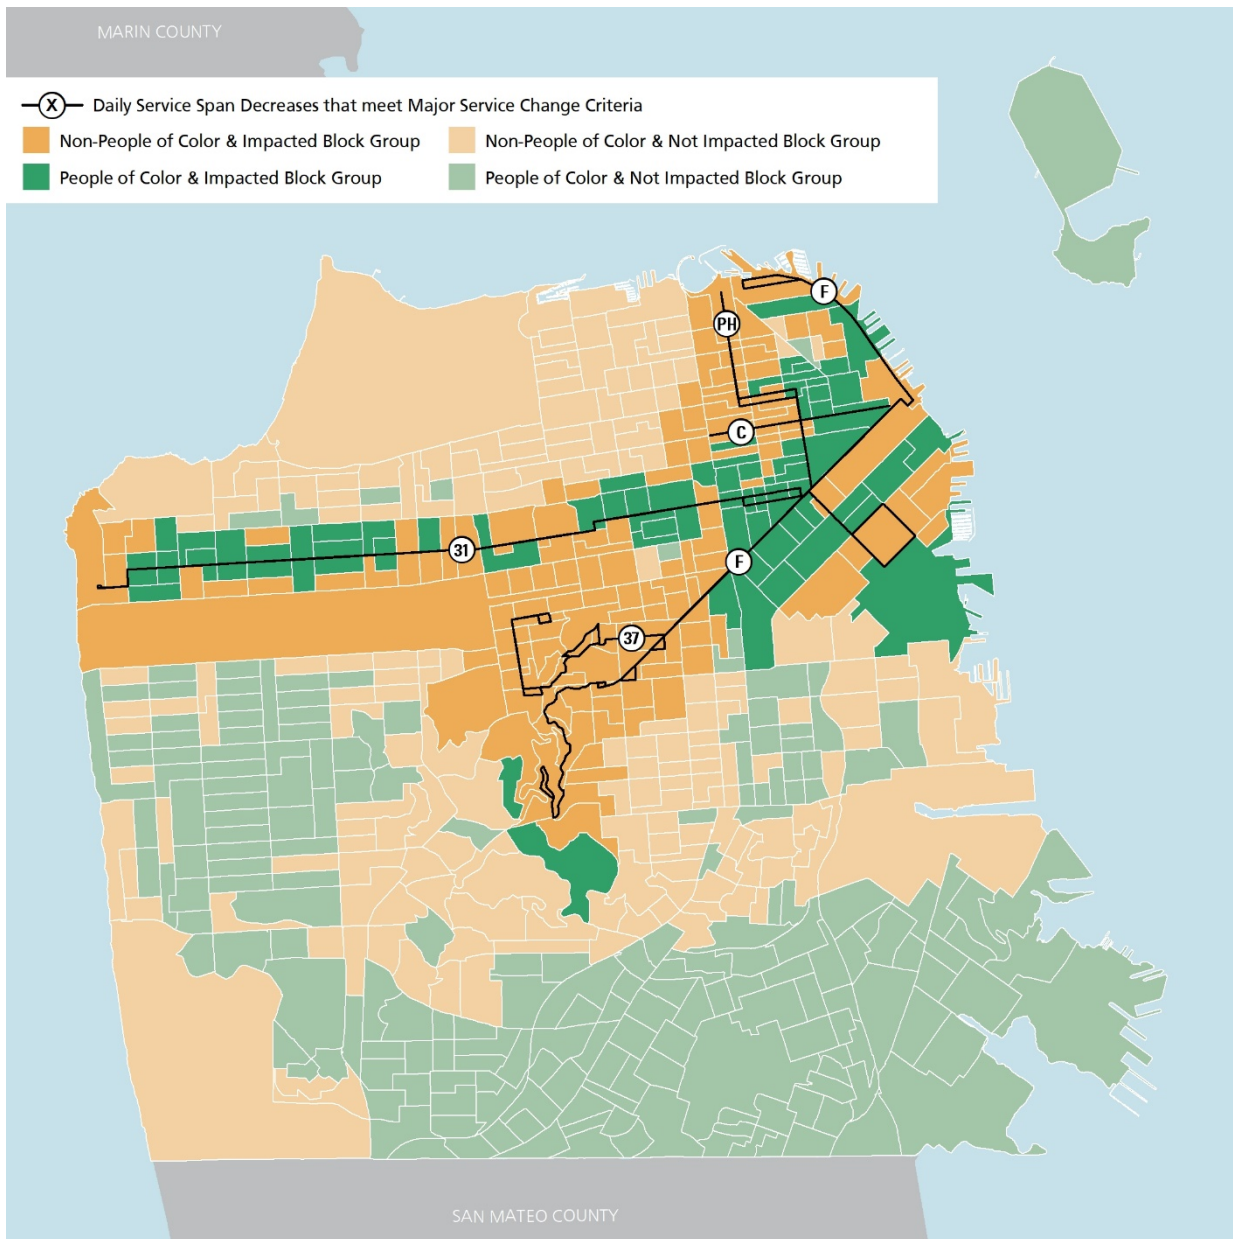 MARIN COUNTY
X Daily Service Span Decreases that meet Major Service Change Criteria
Non-People of Color & Impacted Block Group Non-People of Color & Not Impacted Block Group
People of Color & Impacted Block Group People of Color & Not Impacted Block Group
F
PH
C
31
F
37
SAN MATEO COUNTY